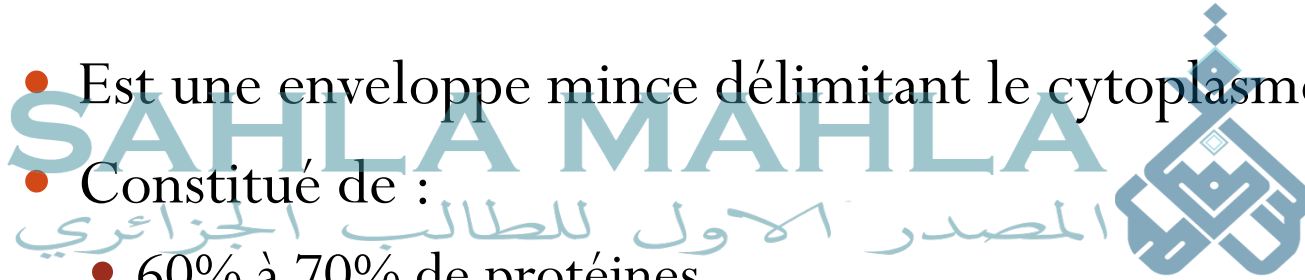 Est une enveloppe mince délimitant le cytoplasme
SAHLA MAHLA
Constitué de :
المصدر الاول للطالب الجزائري
60% à 70% de protéines